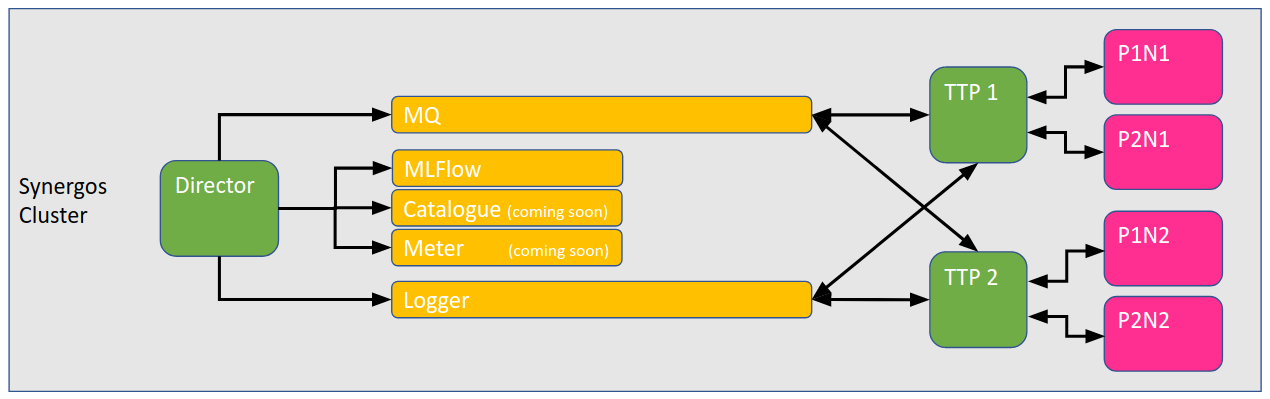 Synergos
Cluster
Director
MQ
MLFlow
Catalogue (coming soon)
Meter (coming soon)
Logger
TTP 1
TTP 2
P1N1
P2N1
P1N2
P2N2